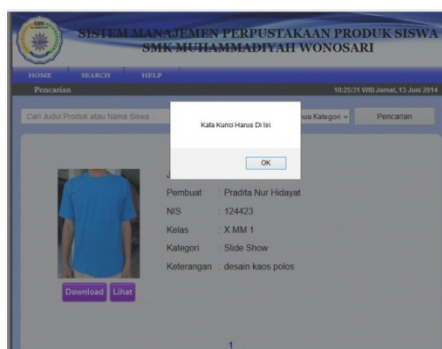 SISTEM MANAJEMEN PERPUSTAKAAN PRODUK SISWA
SMK MUHAMMADIYAH WONOSARI
HOME SEARCH HELP
Pencarian 10:25:31 WIB Jumat, 13 Juni 2014
Cari Judul Produk atau Nama Siswa... Kategori Pencarian
Kata Kunci Harus Di Isi
OK
Pembuat : Pradita Nur Hidayat
NIS : 124423
Kelas : X MM 1
Kategori : Slide Show
Keterangan : desain kaos polos
Download Lihat
1